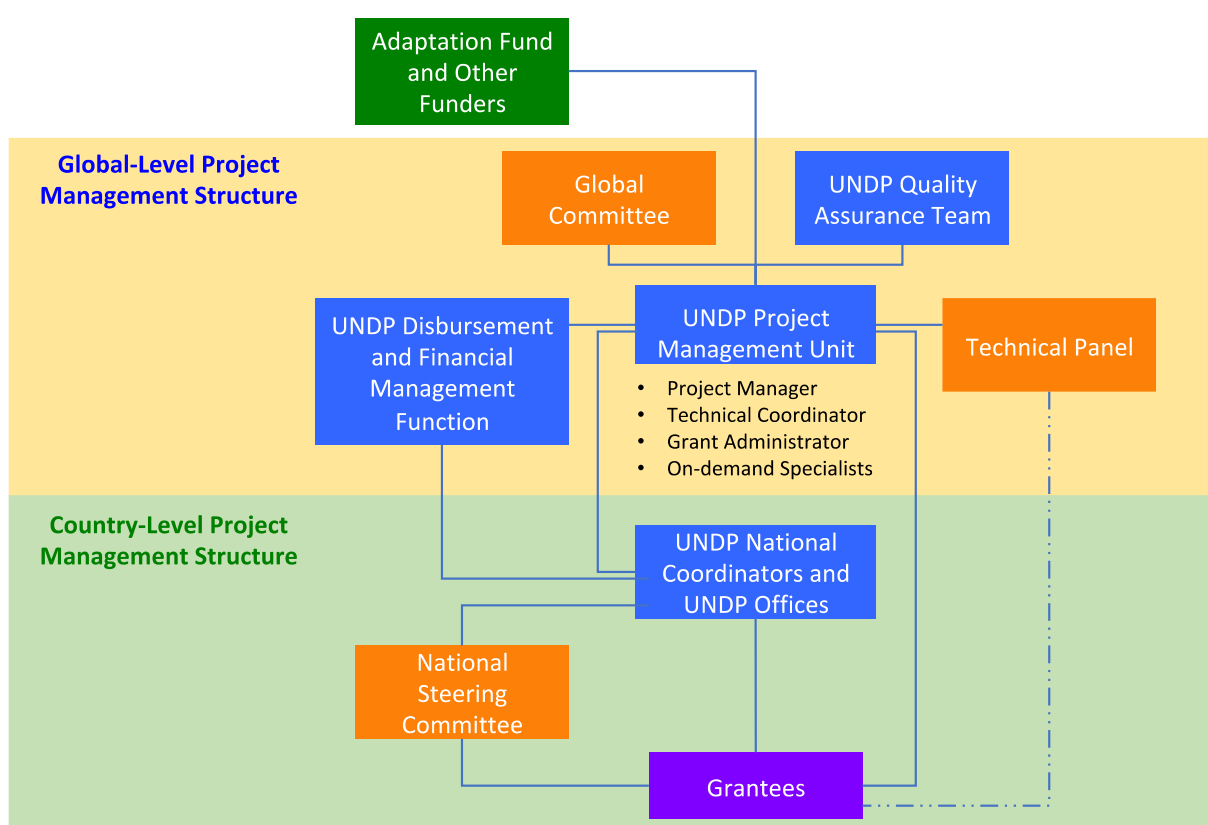 Adaptation Fund
and Other
Funders
Global-Level Project
Management Structure
Global
Committee
UNDP Quality
Assurance Team
UNDP Disbursement
and Financial
Management
Function
UNDP Project
Management Unit
• Project Manager
• Technical Coordinator
• Grant Administrator
• On-demand Specialists
Technical Panel
Country-Level Project
Management Structure
UNDP National
Coordinators and
UNDP Offices
National
Steering
Committee
Grantees